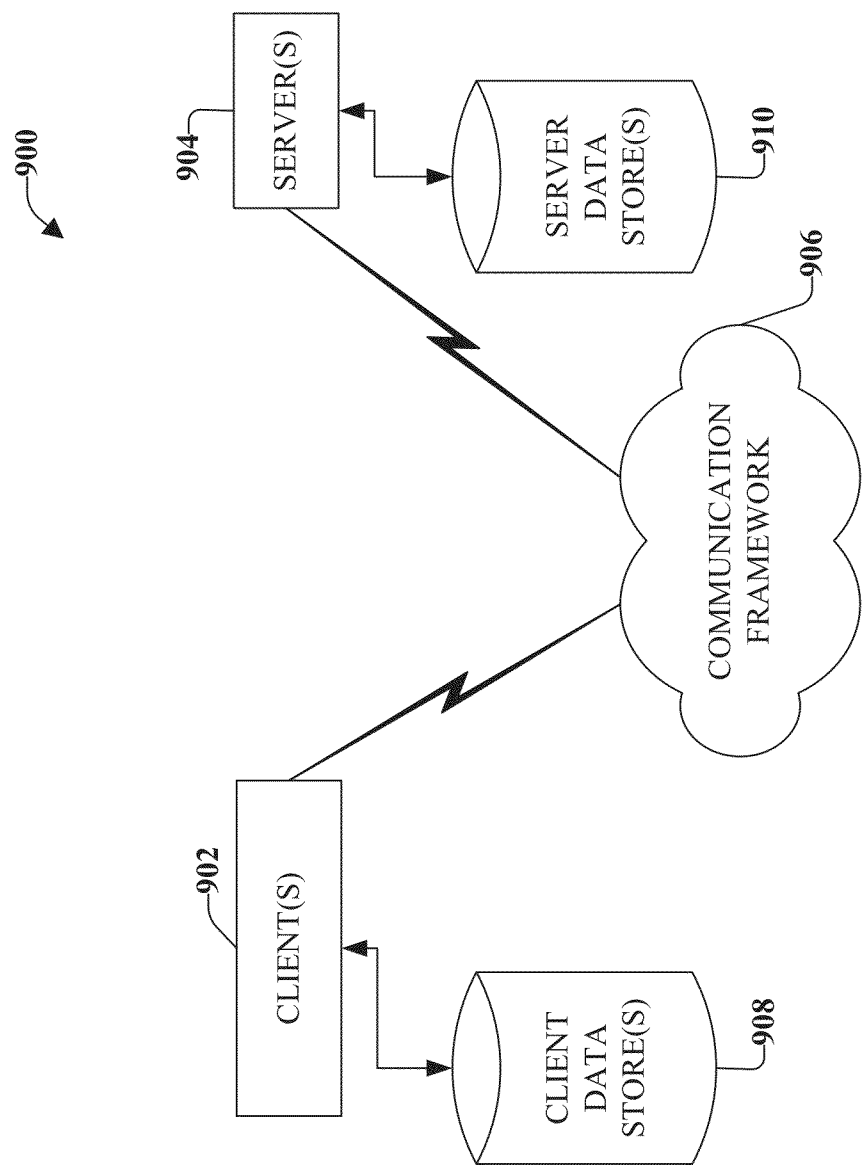 900
902
CLIENT(S)
904
SERVER(S)
CLIENT
DATA
STORE(S)
908
SERVER
DATA
STORE(S)
910
COMMUNICATION
FRAMEWORK
906